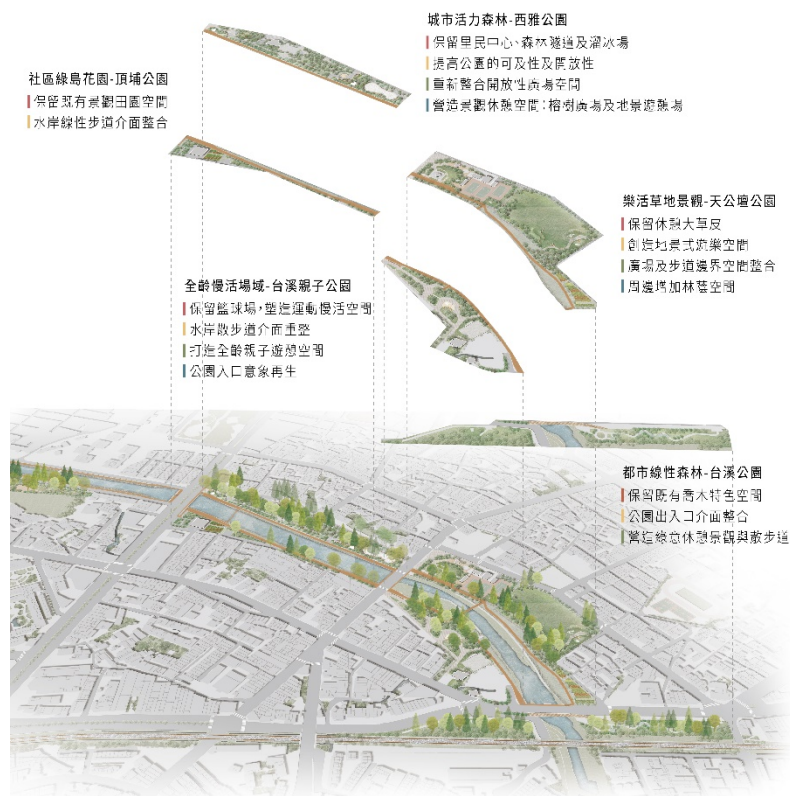 城市活力森林-西雅公園
保留里民中心、森林隧道及溜冰場
提高公園的可及性及開放性
重新整合開放性廣場空間
營造景觀休憩空間:榕樹廣場及地景遊憩場
社區綠島花園-頂埔公園
保留既有景觀田園空間
水岸線性步道介面整合
樂活草地景觀-天公壇公園
保留休憩大草皮
創造地景式遊樂空間
廣場及步道邊界空間整合
周邊增加林蔭空間
全齡慢活場域-台溪親子公園
保留籃球場,塑造運動慢活空間
水岸散步道介面重整
打造全齡親子遊憩空間
公園入口意象再生
都市線性森林-台溪公園
保留既有喬木特色空間
公園出入口介面整合
營造綠意休憩景觀與散步道